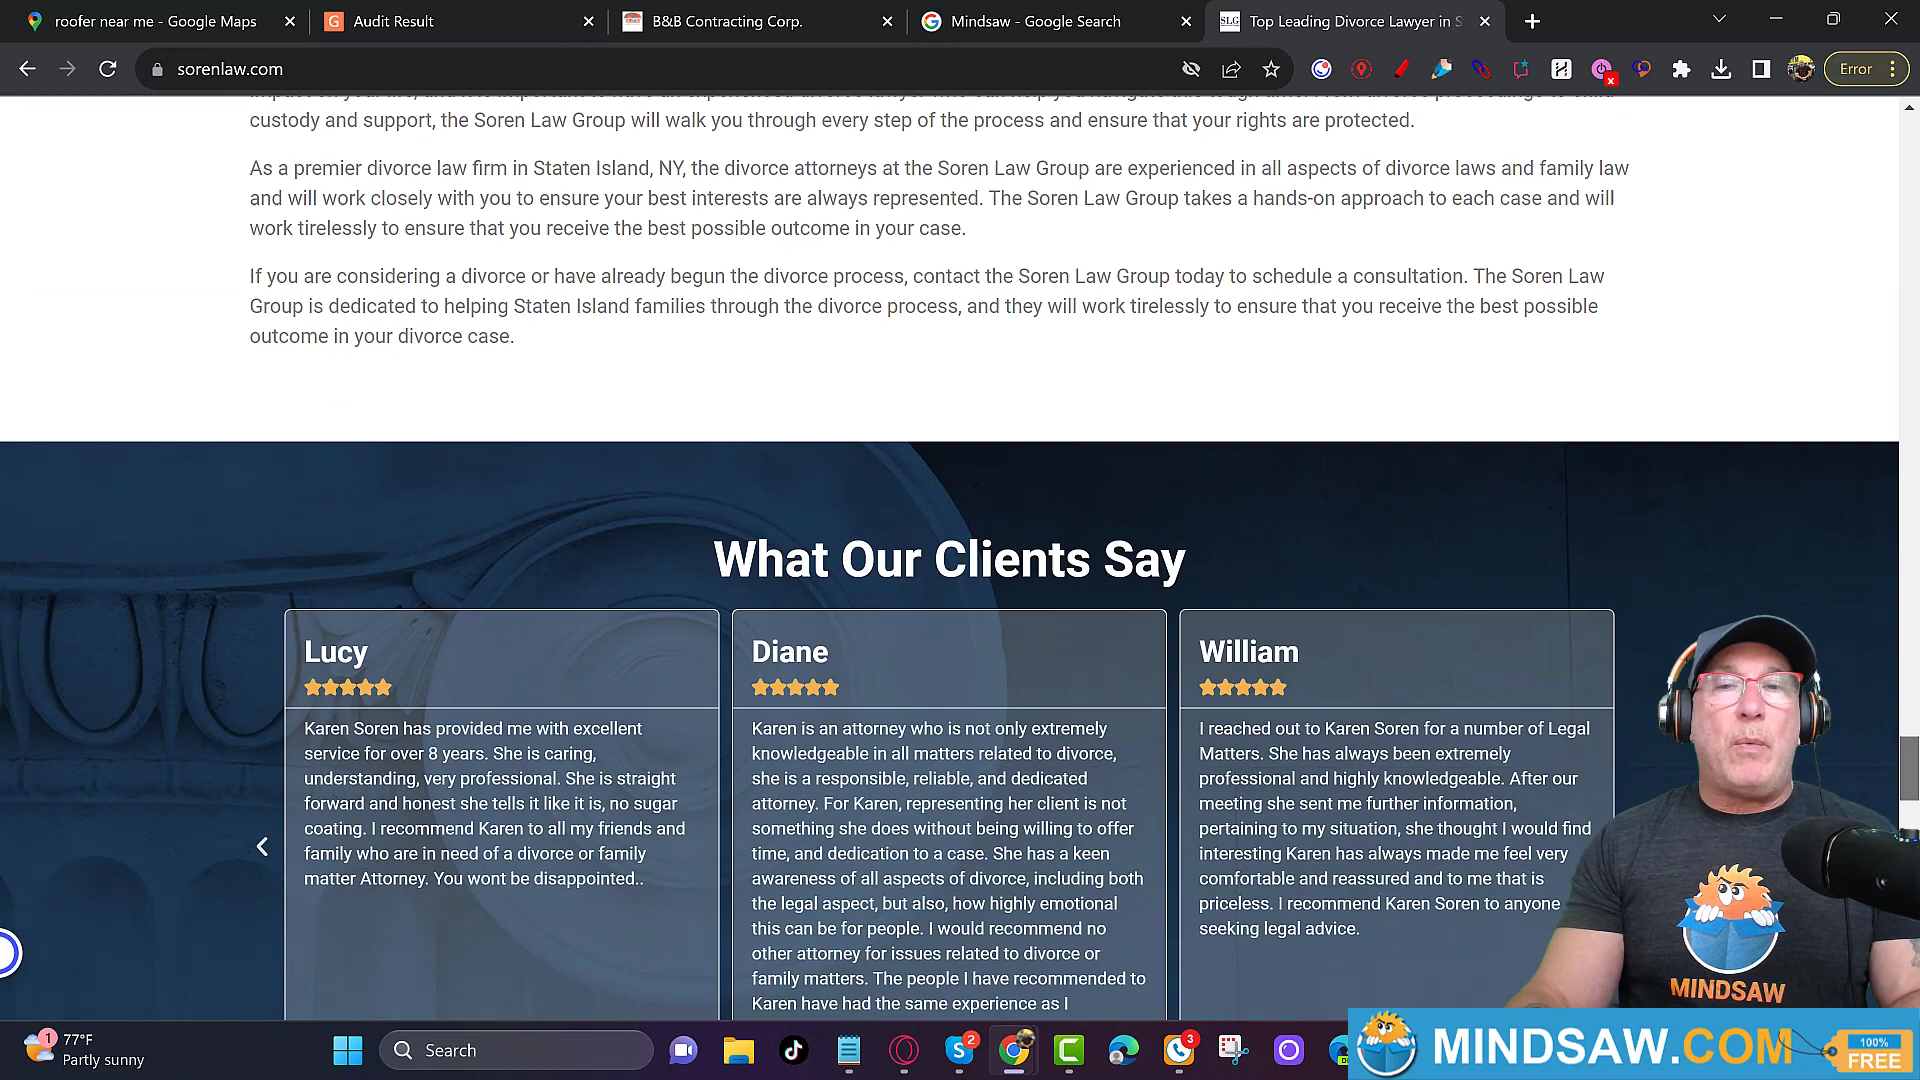 roofer near me - Google Maps
Audit Result
B&B Contracting Corp.
Mindsaw - Google Search
SLG
Top Leading Divorce Lawyer in S
sorenlaw.com
Error
custody and support, the Soren Law Group will walk you through every step of the process and ensure that your rights are protected.
As a premier divorce law firm in Staten Island, NY, the divorce attorneys at the Soren Law Group are experienced in all aspects of divorce laws and family law
and will work closely with you to ensure your best interests are always represented. The Soren Law Group takes a hands-on approach to each case and will
work tirelessly to ensure that you receive the best possible outcome in your case.
If you are considering a divorce or have already begun the divorce process, contact the Soren Law Group today to schedule a consultation. The Soren Law
Group is dedicated to helping Staten Island families through the divorce process, and they will work tirelessly to ensure that you receive the best possible
outcome in your divorce case.
What Our Clients Say
Lucy
Karen Soren has provided me with excellent
service for over 8 years. She is caring,
understanding, very professional. She is straight
forward and honest she tells it like it is, no sugar
coating. I recommend Karen to all my friends and
family who are in need of a divorce or family
matter Attorney. You wont be disappointed..
Diane
Karen is an attorney who is not only extremely
knowledgeable in all matters related to divorce,
she is a responsible, reliable, and dedicated
attorney. For Karen, representing her client is not
something she does without being willing to offer
time, and dedication to a case. She has a keen
awareness of all aspects of divorce, including both
the legal aspect, but also, how highly emotional
this can be for people. I would recommend no
other attorney for issues related to divorce or
family matters. The people I have recommended to
Karen have had the same experience as I
William
I reached out to Karen Soren for a number of Legal
Matters. She has always been extremely
professional and highly knowledgeable. After our
meeting she sent me further information,
pertaining to my situation, she thought I would find
interesting Karen has always made me feel very
comfortable and reassured and to me that is
priceless. I recommend Karen Soren to anyone
seeking legal advice.
MINDSAW
1
77°F
Partly sunny
Search
2
3
MINDSAW.COM
100%
FREE